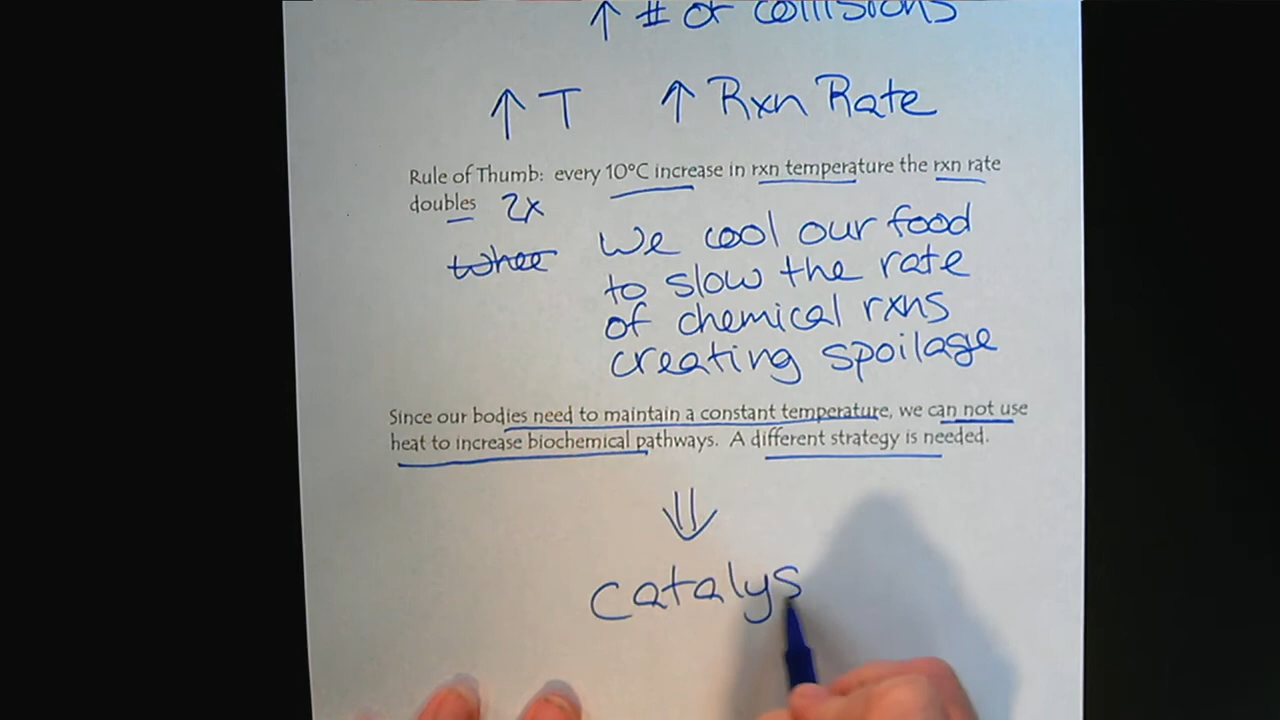 ↑ # of collisions
↑ T ↑ Rxn Rate
Rule of Thumb: every 10°C increase in rxn temperature the rxn rate
doubles 2x
We cool our food
to slow the rate
of chemical rxns
creating spoilage
Since our bodies need to maintain a constant temperature, we can not use
heat to increase biochemical pathways. A different strategy is needed.
⇓
catalys